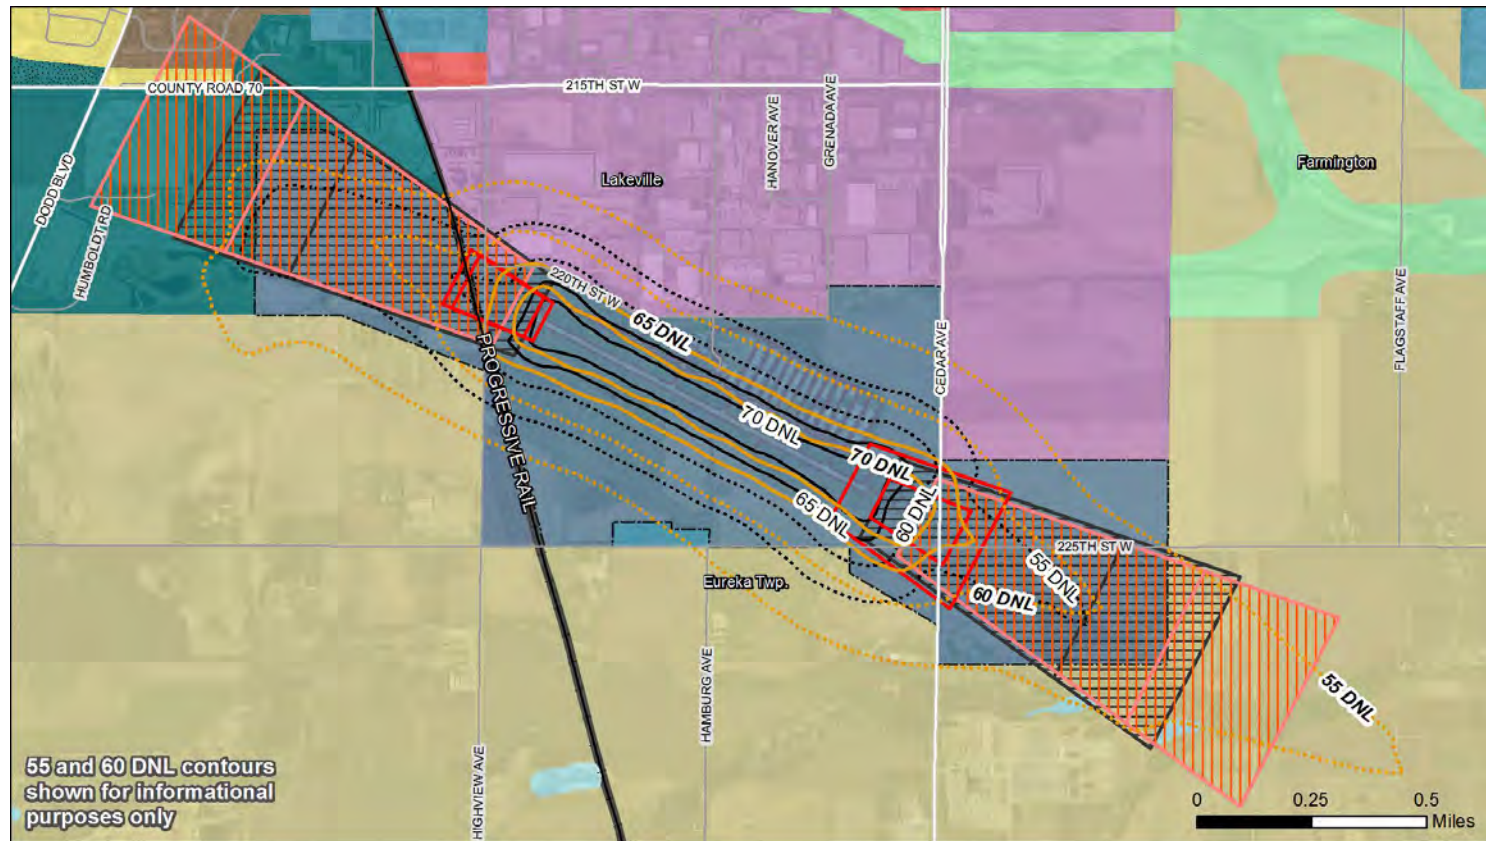 COUNTY ROAD 70
215TH ST W
DODD BLVD
HUMBOLDT RD
HANOVER AVE
GRENADA AVE
Lakeville
Farmington
FLAGSTAFF AVE
220TH ST W
65 DNL
CEDAR AVE
PROGRESSIVE RAIL
70 DNL
70 DNL
65 DNL
60 DNL
225TH ST W
55 DNL
60 DNL
Eureka Twp.
HAMBURG AVE
HIGHVIEW AVE
55 DNL
55 and 60 DNL contours
shown for informational
purposes only
0 0.25 0.5
Miles